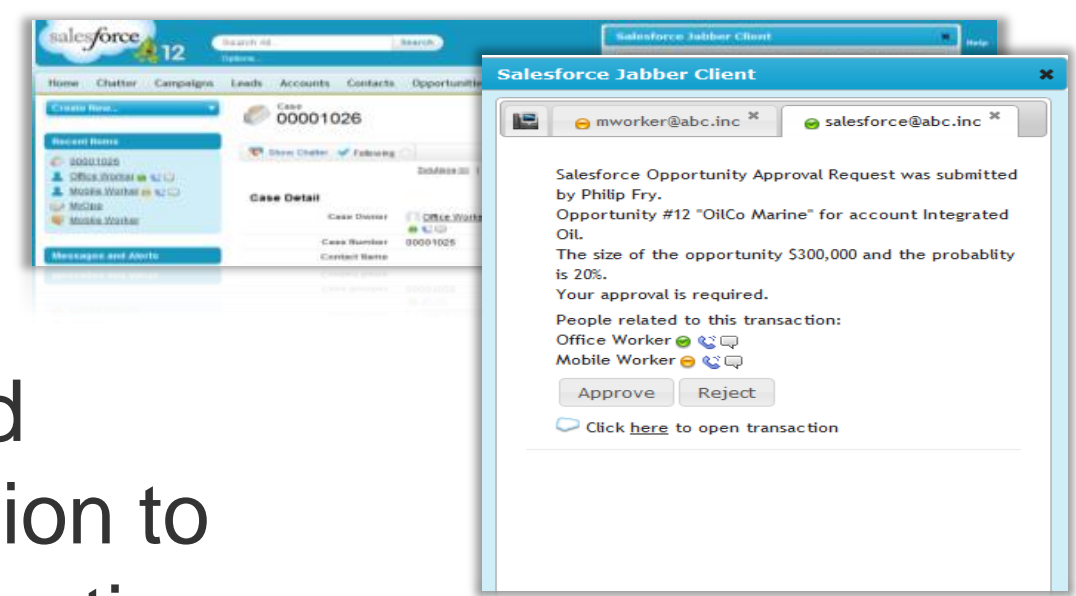 salesforce
12
Search All...
Search
Options...
Salesforce Jabber Client
Help
Home Chatter Campaigns Leads Accounts Contacts Opportunitie
Create New...
Case
00001026
Recent Items
00001026
Office Worker
Mobile Worker
McOne
Mobile Worker
Messages and Alerts
Show Chatter Following
Case Detail
Case Owner Office Worke
Case Number 00001026
Contact Name
Salesforce Jabber Client
mworker@abc.inc
salesforce@abc.inc
Salesforce Opportunity Approval Request was submitted
by Philip Fry.
Opportunity #12 "OilCo Marine" for account Integrated
Oil.
The size of the opportunity $300,000 and the probablity
is 20%.
Your approval is required.
People related to this transaction:
Office Worker
Mobile Worker
Approve Reject
Click here to open transaction
d
ion to